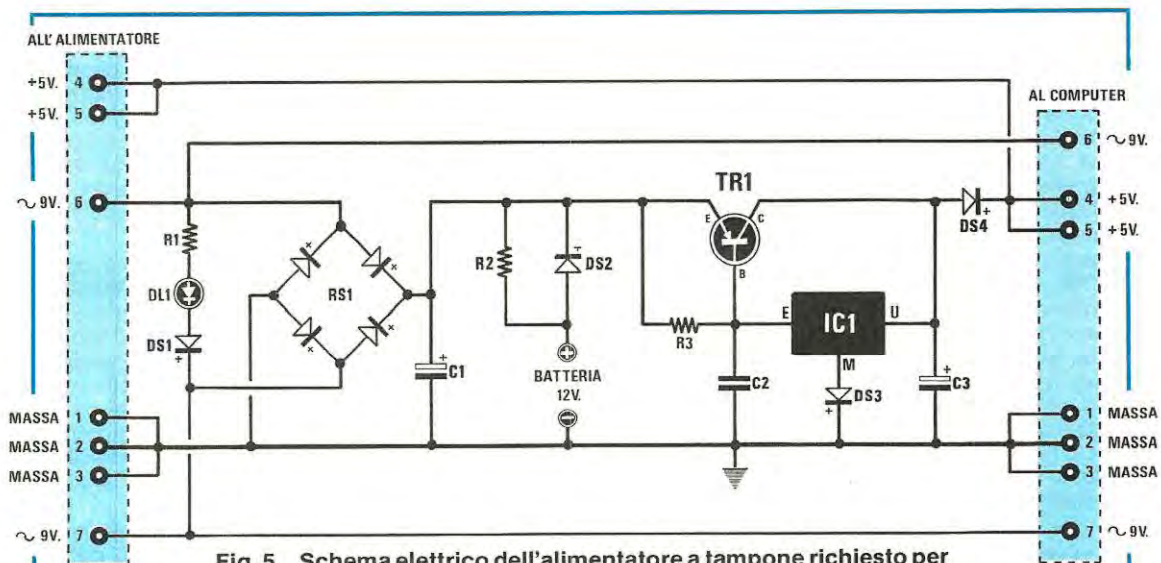 ALL'ALIMENTATORE
+5V. 4
+5V. 5
∼ 9V. 6
R1
DL1
DS1
+
RS1
C1
+
R2
DS2
+
BATTERIA
12V.
TR1
E
C
B
R3
C2
E
IC1
U
M
DS3
+
C3
+
DS4
+
AL COMPUTER
6 ∼ 9V.
4 +5V.
5 +5V.
MASSA 1
MASSA 2
MASSA 3
∼ 9V. 7
1 MASSA
2 MASSA
3 MASSA
7 ∼ 9V.
Fig. 5 Schema elettrico dell'alimentatore a tampone richiesto per